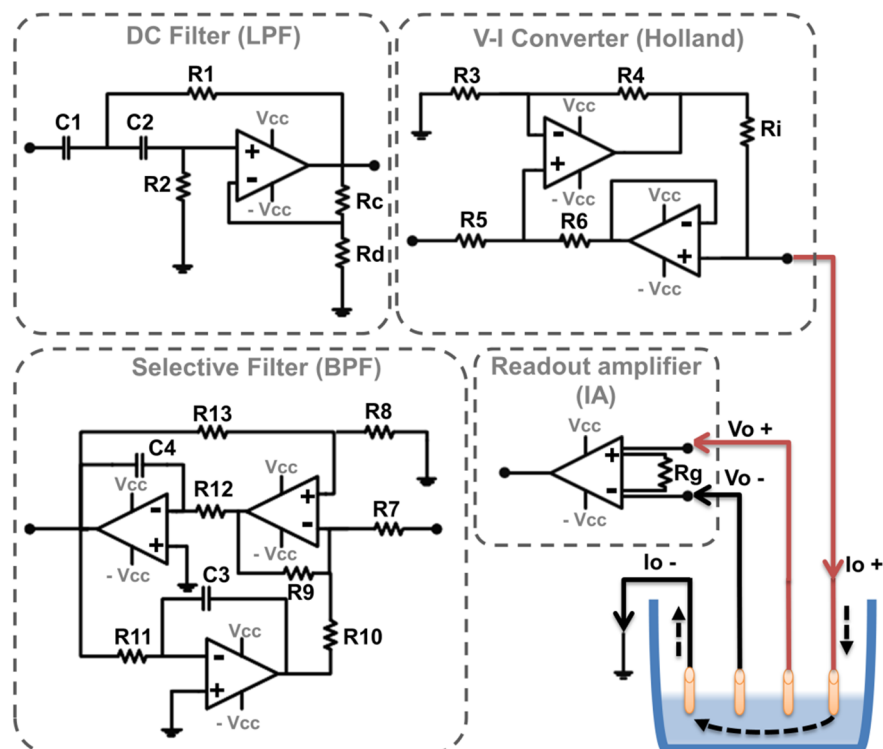 DC Filter (LPF)
R1
C1
C2
R2
Vcc
+
-
- Vcc
Rc
Rd
V-I Converter (Holland)
R3
R4
Vcc
-
+
- Vcc
Ri
R5
R6
Vcc
-
+
- Vcc
Selective Filter (BPF)
R13
R8
C4
Vcc
-
+
- Vcc
R12
Vcc
+
-
- Vcc
R7
R9
C3
R10
R11
Vcc
-
+
- Vcc
Readout amplifier
(IA)
Vcc
+
-
- Vcc
Rg
Vo +
Vo -
Io -
Io +